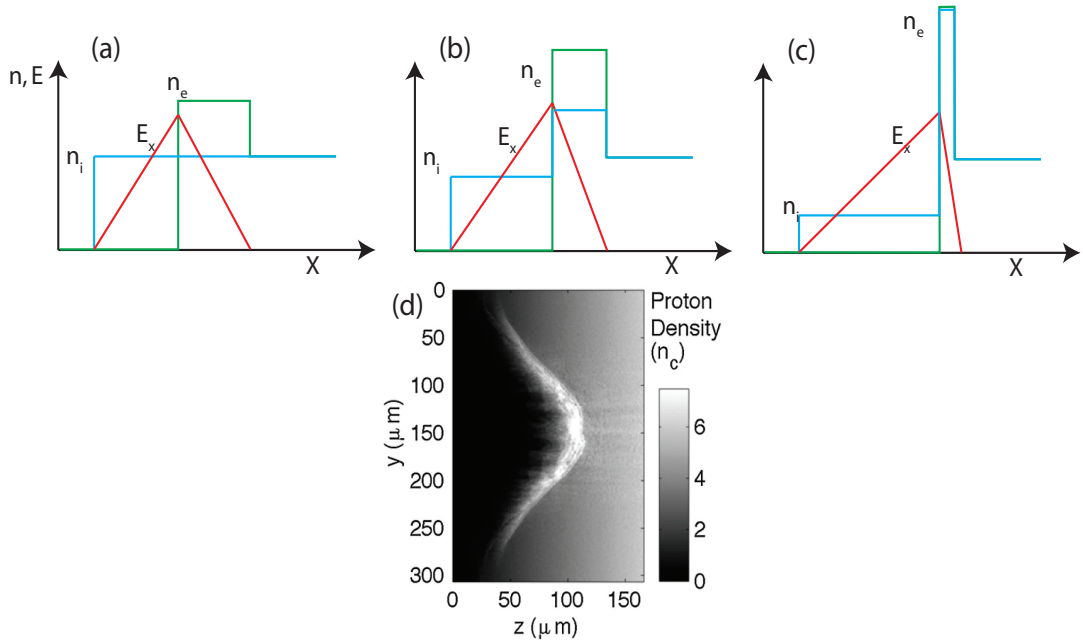 (a)
n, E
n_e
E_x
n_i
X
(b)
n_e
E_x
n_i
X
(c)
n_e
E_x
n_i
X
(d)
Proton
Density
(n_c)
0
50
100
150
200
250
300
y (μm)
0
50
100
150
z (μm)
6
4
2
0